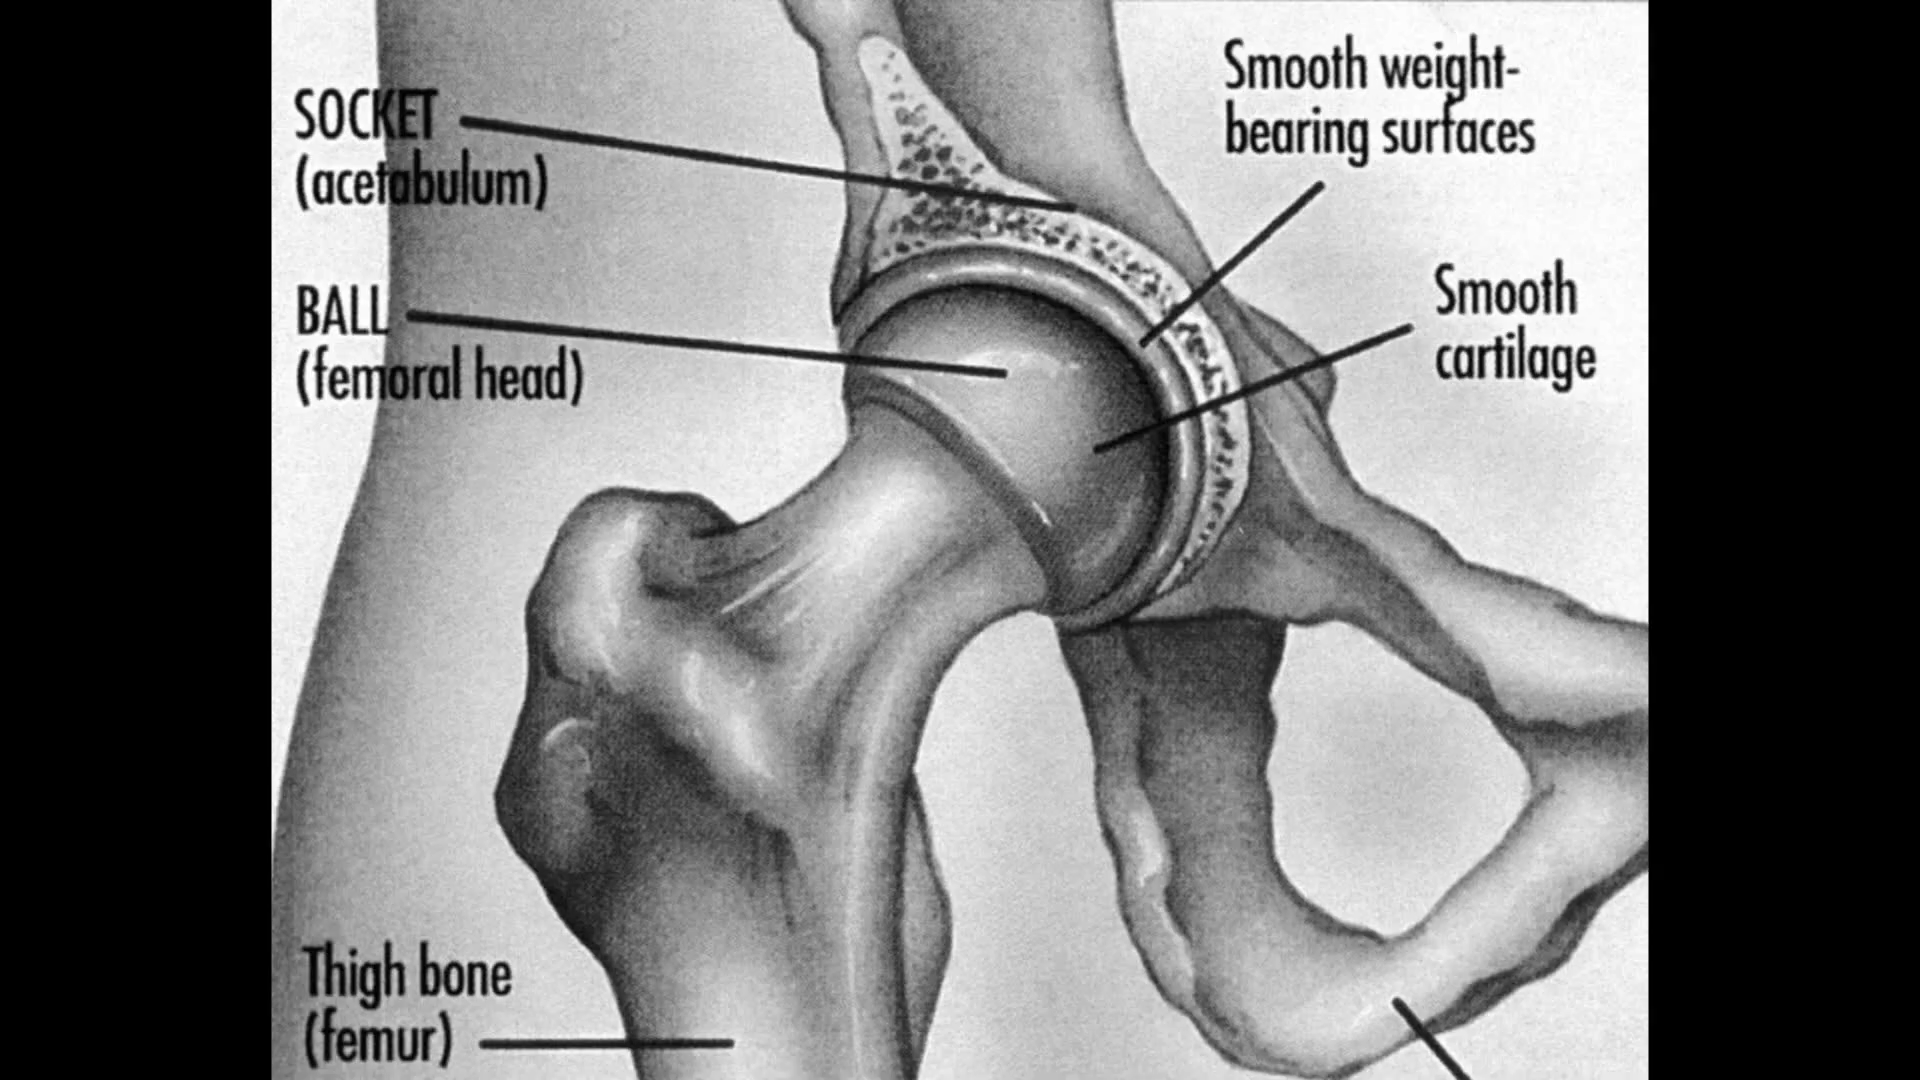 SOCKET
(acetabulum)
BALL
(femoral head)
Thigh bone
(femur)
Smooth weight-
bearing surfaces
Smooth
cartilage